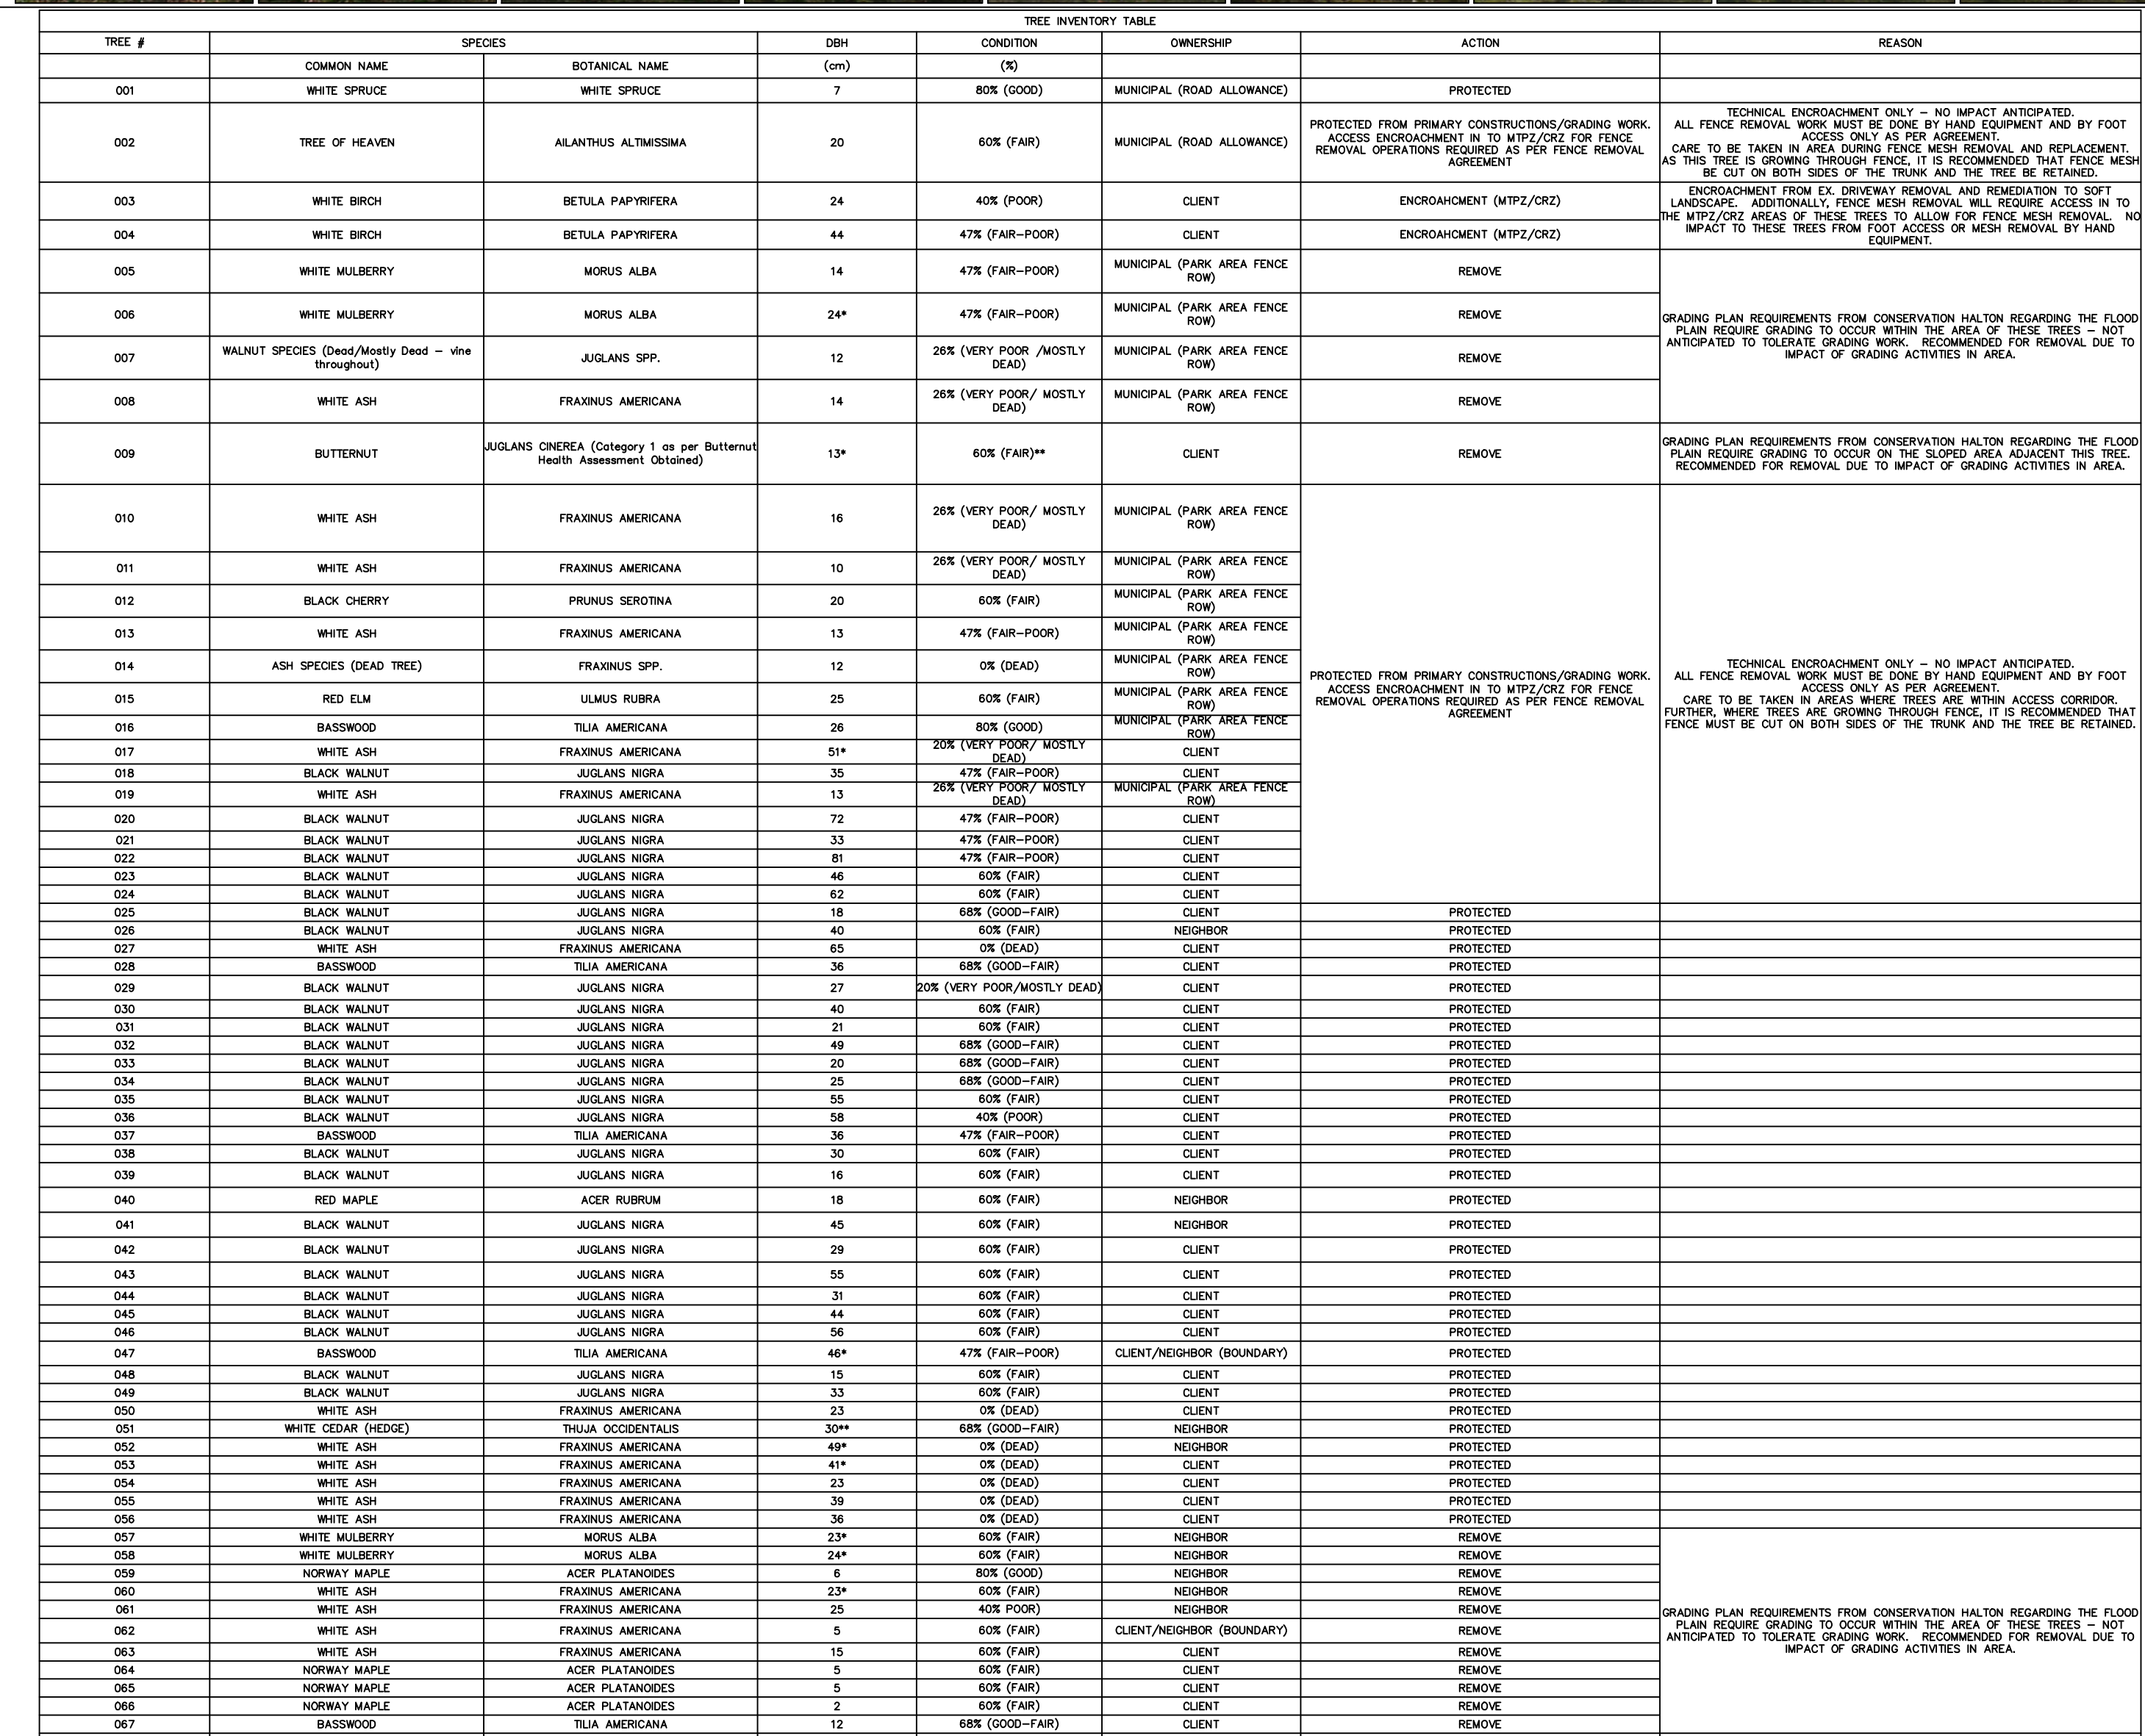 TREE INVENTORY TABLE
TREE # SPECIES DBH CONDITION OWNERSHIP ACTION REASON
COMMON NAME BOTANICAL NAME (cm) (%)
001 WHITE SPRUCE WHITE SPRUCE 7 80% (GOOD) MUNICIPAL (ROAD ALLOWANCE) PROTECTED
002 TREE OF HEAVEN AILANTHUS ALTIMISSIMA 20 60% (FAIR) MUNICIPAL (ROAD ALLOWANCE)
PROTECTED FROM PRIMARY CONSTRUCTIONS/GRADING WORK.
ACCESS ENCROACHMENT IN TO MTPZ/CRZ FOR FENCE
REMOVAL OPERATIONS REQUIRED AS PER FENCE REMOVAL
AGREEMENT
TECHNICAL ENCROACHMENT ONLY – NO IMPACT ANTICIPATED.
ALL FENCE REMOVAL WORK MUST BE DONE BY HAND EQUIPMENT AND BY FOOT
ACCESS ONLY AS PER AGREEMENT.
CARE TO BE TAKEN IN AREA DURING FENCE MESH REMOVAL AND REPLACEMENT.
AS THIS TREE IS GROWING THROUGH FENCE, IT IS RECOMMENDED THAT FENCE MESH
BE CUT ON BOTH SIDES OF THE TRUNK AND THE TREE BE RETAINED.
003 WHITE BIRCH BETULA PAPYRIFERA 24 40% (POOR) CLIENT ENCROAHCMENT (MTPZ/CRZ)
004 WHITE BIRCH BETULA PAPYRIFERA 44 47% (FAIR–POOR) CLIENT ENCROAHCMENT (MTPZ/CRZ)
ENCROACHMENT FROM EX. DRIVEWAY REMOVAL AND REMEDIATION TO SOFT
LANDSCAPE. ADDITIONALLY, FENCE MESH REMOVAL WILL REQUIRE ACCESS IN TO
THE MTPZ/CRZ AREAS OF THESE TREES TO ALLOW FOR FENCE MESH REMOVAL. NO
IMPACT TO THESE TREES FROM FOOT ACCESS OR MESH REMOVAL BY HAND
EQUIPMENT.
005 WHITE MULBERRY MORUS ALBA 14 47% (FAIR–POOR) MUNICIPAL (PARK AREA FENCE
ROW) REMOVE
006 WHITE MULBERRY MORUS ALBA 24* 47% (FAIR–POOR) MUNICIPAL (PARK AREA FENCE
ROW) REMOVE
007 WALNUT SPECIES (Dead/Mostly Dead – vine
throughout) JUGLANS SPP. 12 26% (VERY POOR /MOSTLY
DEAD) MUNICIPAL (PARK AREA FENCE
ROW) REMOVE
008 WHITE ASH FRAXINUS AMERICANA 14 26% (VERY POOR/ MOSTLY
DEAD) MUNICIPAL (PARK AREA FENCE
ROW) REMOVE
GRADING PLAN REQUIREMENTS FROM CONSERVATION HALTON REGARDING THE FLOOD
PLAIN REQUIRE GRADING TO OCCUR WITHIN THE AREA OF THESE TREES – NOT
ANTICIPATED TO TOLERATE GRADING WORK. RECOMMENDED FOR REMOVAL DUE TO
IMPACT OF GRADING ACTIVITIES IN AREA.
009 BUTTERNUT JUGLANS CINEREA (Category 1 as per Butternut
Health Assessment Obtained) 13* 60% (FAIR)** CLIENT REMOVE
GRADING PLAN REQUIREMENTS FROM CONSERVATION HALTON REGARDING THE FLOOD
PLAIN REQUIRE GRADING TO OCCUR ON THE SLOPED AREA ADJACENT THIS TREE.
RECOMMENDED FOR REMOVAL DUE TO IMPACT OF GRADING ACTIVITIES IN AREA.
010 WHITE ASH FRAXINUS AMERICANA 16 26% (VERY POOR/ MOSTLY
DEAD) MUNICIPAL (PARK AREA FENCE
ROW)
011 WHITE ASH FRAXINUS AMERICANA 10 26% (VERY POOR/ MOSTLY
DEAD) MUNICIPAL (PARK AREA FENCE
ROW)
012 BLACK CHERRY PRUNUS SEROTINA 20 60% (FAIR) MUNICIPAL (PARK AREA FENCE
ROW)
013 WHITE ASH FRAXINUS AMERICANA 13 47% (FAIR–POOR) MUNICIPAL (PARK AREA FENCE
ROW)
014 ASH SPECIES (DEAD TREE) FRAXINUS SPP. 12 0% (DEAD) MUNICIPAL (PARK AREA FENCE
ROW)
015 RED ELM ULMUS RUBRA 25 60% (FAIR) MUNICIPAL (PARK AREA FENCE
ROW)
016 BASSWOOD TILIA AMERICANA 26 80% (GOOD) MUNICIPAL (PARK AREA FENCE
ROW)
017 WHITE ASH FRAXINUS AMERICANA 51* 20% (VERY POOR/ MOSTLY
DEAD) CLIENT
018 BLACK WALNUT JUGLANS NIGRA 35 47% (FAIR–POOR) CLIENT
019 WHITE ASH FRAXINUS AMERICANA 13 26% (VERY POOR/ MOSTLY
DEAD) MUNICIPAL (PARK AREA FENCE
ROW)
020 BLACK WALNUT JUGLANS NIGRA 72 47% (FAIR–POOR) CLIENT
021 BLACK WALNUT JUGLANS NIGRA 33 47% (FAIR–POOR) CLIENT
022 BLACK WALNUT JUGLANS NIGRA 81 47% (FAIR–POOR) CLIENT
023 BLACK WALNUT JUGLANS NIGRA 46 60% (FAIR) CLIENT
024 BLACK WALNUT JUGLANS NIGRA 62 60% (FAIR) CLIENT
PROTECTED FROM PRIMARY CONSTRUCTIONS/GRADING WORK.
ACCESS ENCROACHMENT IN TO MTPZ/CRZ FOR FENCE
REMOVAL OPERATIONS REQUIRED AS PER FENCE REMOVAL
AGREEMENT
TECHNICAL ENCROACHMENT ONLY – NO IMPACT ANTICIPATED.
ALL FENCE REMOVAL WORK MUST BE DONE BY HAND EQUIPMENT AND BY FOOT
ACCESS ONLY AS PER AGREEMENT.
CARE TO BE TAKEN IN AREAS WHERE TREES ARE WITHIN ACCESS CORRIDOR.
FURTHER, WHERE TREES ARE GROWING THROUGH FENCE, IT IS RECOMMENDED THAT
FENCE MUST BE CUT ON BOTH SIDES OF THE TRUNK AND THE TREE BE RETAINED.
025 BLACK WALNUT JUGLANS NIGRA 18 68% (GOOD–FAIR) CLIENT PROTECTED
026 BLACK WALNUT JUGLANS NIGRA 40 60% (FAIR) NEIGHBOR PROTECTED
027 WHITE ASH FRAXINUS AMERICANA 65 0% (DEAD) CLIENT PROTECTED
028 BASSWOOD TILIA AMERICANA 36 68% (GOOD–FAIR) CLIENT PROTECTED
029 BLACK WALNUT JUGLANS NIGRA 27 20% (VERY POOR/MOSTLY DEAD) CLIENT PROTECTED
030 BLACK WALNUT JUGLANS NIGRA 40 60% (FAIR) CLIENT PROTECTED
031 BLACK WALNUT JUGLANS NIGRA 21 60% (FAIR) CLIENT PROTECTED
032 BLACK WALNUT JUGLANS NIGRA 49 68% (GOOD–FAIR) CLIENT PROTECTED
033 BLACK WALNUT JUGLANS NIGRA 20 68% (GOOD–FAIR) CLIENT PROTECTED
034 BLACK WALNUT JUGLANS NIGRA 25 68% (GOOD–FAIR) CLIENT PROTECTED
035 BLACK WALNUT JUGLANS NIGRA 55 60% (FAIR) CLIENT PROTECTED
036 BLACK WALNUT JUGLANS NIGRA 58 40% (POOR) CLIENT PROTECTED
037 BASSWOOD TILIA AMERICANA 36 47% (FAIR–POOR) CLIENT PROTECTED
038 BLACK WALNUT JUGLANS NIGRA 30 60% (FAIR) CLIENT PROTECTED
039 BLACK WALNUT JUGLANS NIGRA 16 60% (FAIR) CLIENT PROTECTED
040 RED MAPLE ACER RUBRUM 18 60% (FAIR) NEIGHBOR PROTECTED
041 BLACK WALNUT JUGLANS NIGRA 45 60% (FAIR) NEIGHBOR PROTECTED
042 BLACK WALNUT JUGLANS NIGRA 29 60% (FAIR) CLIENT PROTECTED
043 BLACK WALNUT JUGLANS NIGRA 55 60% (FAIR) CLIENT PROTECTED
044 BLACK WALNUT JUGLANS NIGRA 31 60% (FAIR) CLIENT PROTECTED
045 BLACK WALNUT JUGLANS NIGRA 44 60% (FAIR) CLIENT PROTECTED
046 BLACK WALNUT JUGLANS NIGRA 56 60% (FAIR) CLIENT PROTECTED
047 BASSWOOD TILIA AMERICANA 46* 47% (FAIR–POOR) CLIENT/NEIGHBOR (BOUNDARY) PROTECTED
048 BLACK WALNUT JUGLANS NIGRA 15 60% (FAIR) CLIENT PROTECTED
049 BLACK WALNUT JUGLANS NIGRA 33 60% (FAIR) CLIENT PROTECTED
050 WHITE ASH FRAXINUS AMERICANA 23 0% (DEAD) CLIENT PROTECTED
051 WHITE CEDAR (HEDGE) THUJA OCCIDENTALIS 30** 68% (GOOD–FAIR) NEIGHBOR PROTECTED
052 WHITE ASH FRAXINUS AMERICANA 49* 0% (DEAD) NEIGHBOR PROTECTED
053 WHITE ASH FRAXINUS AMERICANA 41* 0% (DEAD) CLIENT PROTECTED
054 WHITE ASH FRAXINUS AMERICANA 23 0% (DEAD) CLIENT PROTECTED
055 WHITE ASH FRAXINUS AMERICANA 39 0% (DEAD) CLIENT PROTECTED
056 WHITE ASH FRAXINUS AMERICANA 36 0% (DEAD) CLIENT PROTECTED
057 WHITE MULBERRY MORUS ALBA 23* 60% (FAIR) NEIGHBOR REMOVE
058 WHITE MULBERRY MORUS ALBA 24* 60% (FAIR) NEIGHBOR REMOVE
059 NORWAY MAPLE ACER PLATANOIDES 6 80% (GOOD) NEIGHBOR REMOVE
060 WHITE ASH FRAXINUS AMERICANA 23* 60% (FAIR) NEIGHBOR REMOVE
061 WHITE ASH FRAXINUS AMERICANA 25 40% POOR) NEIGHBOR REMOVE
062 WHITE ASH FRAXINUS AMERICANA 5 60% (FAIR) CLIENT/NEIGHBOR (BOUNDARY) REMOVE
063 WHITE ASH FRAXINUS AMERICANA 15 60% (FAIR) CLIENT REMOVE
064 NORWAY MAPLE ACER PLATANOIDES 5 60% (FAIR) CLIENT REMOVE
065 NORWAY MAPLE ACER PLATANOIDES 5 60% (FAIR) CLIENT REMOVE
066 NORWAY MAPLE ACER PLATANOIDES 2 60% (FAIR) CLIENT REMOVE
067 BASSWOOD TILIA AMERICANA 12 68% (GOOD–FAIR) CLIENT REMOVE
GRADING PLAN REQUIREMENTS FROM CONSERVATION HALTON REGARDING THE FLOOD
PLAIN REQUIRE GRADING TO OCCUR WITHIN THE AREA OF THESE TREES – NOT
ANTICIPATED TO TOLERATE GRADING WORK. RECOMMENDED FOR REMOVAL DUE TO
IMPACT OF GRADING ACTIVITIES IN AREA.